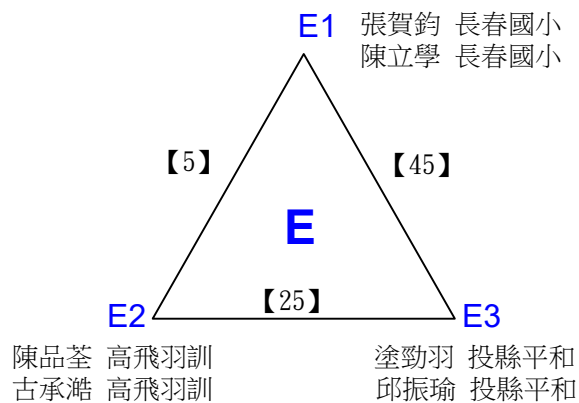 E1 張賀鈞 長春國小
陳立學 長春國小
【5】 【45】
E
【25】
E2 E3
陳品荃 高飛羽訓 塗勁羽 投縣平和
古承澔 高飛羽訓 邱振瑜 投縣平和